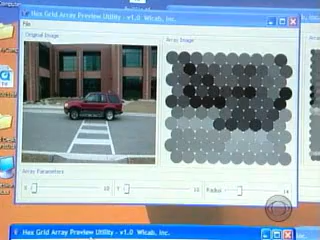 Hex Grid Array Preview Utility - v1.0 Wicab, Inc.
File
Original Image
Array Image
Array Parameters
X
10
Y
10
Radius
14
Hex Grid Array Preview Utility - v1.0 Wicab, Inc.